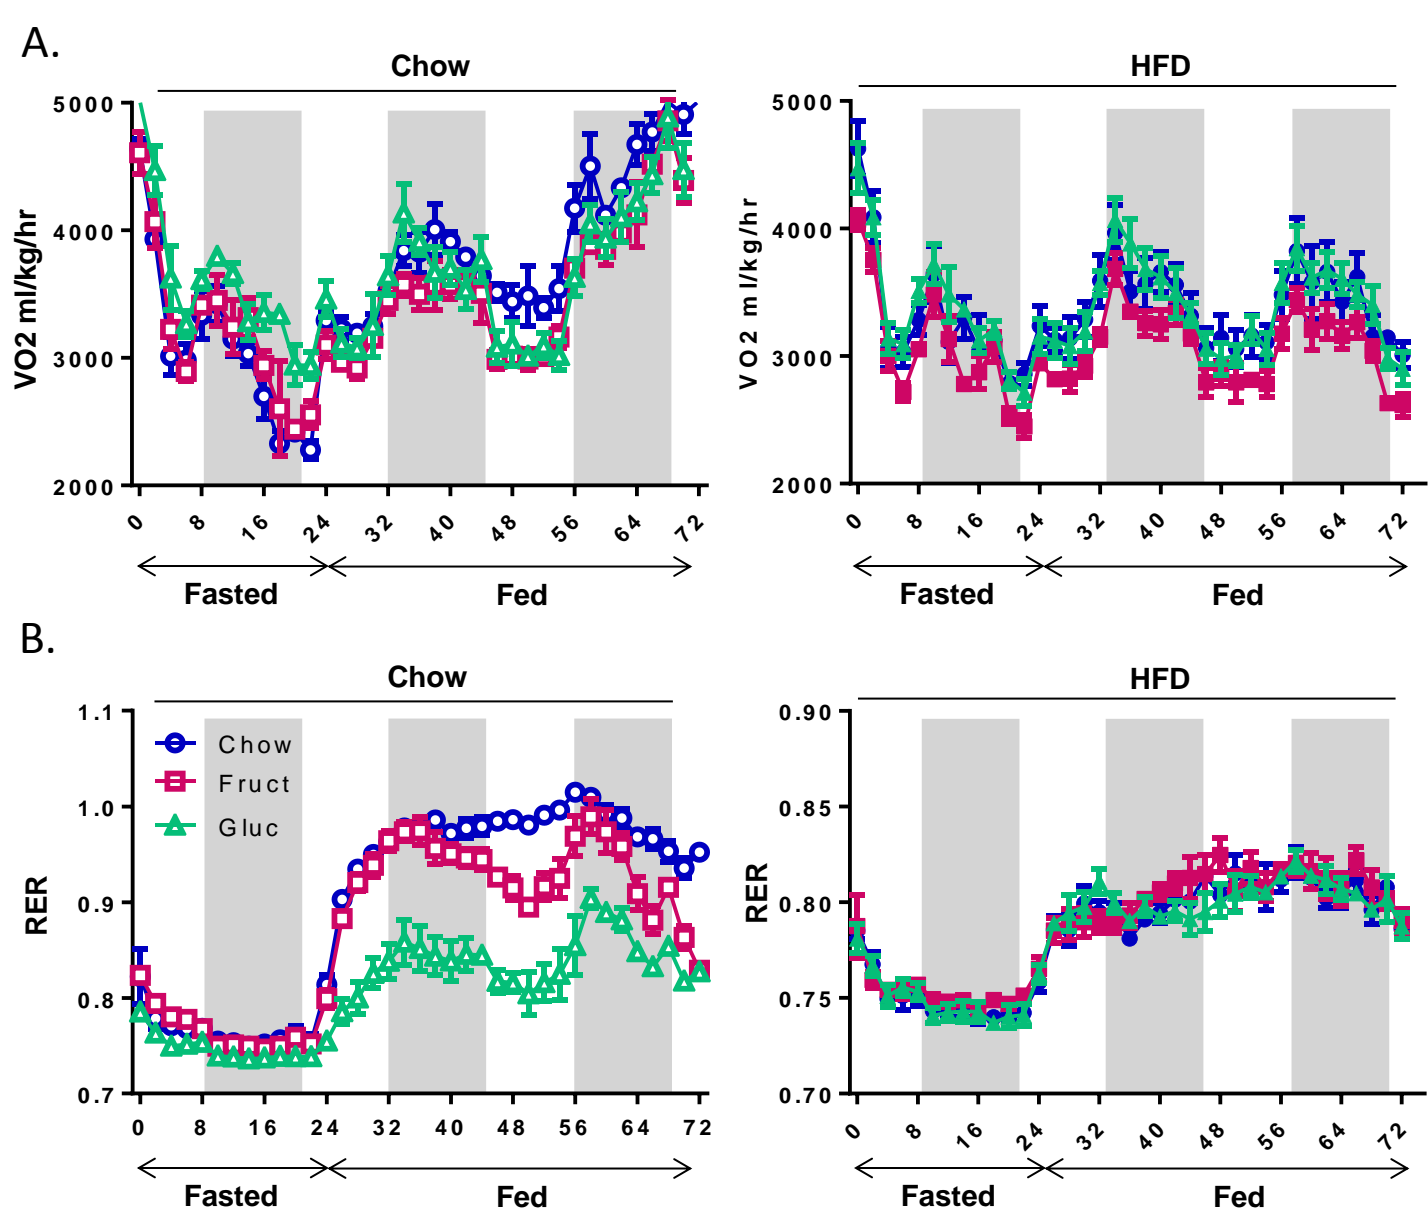 A.
Chow
HFD
VO2 ml/kg/hr
5000
4000
3000
2000
0 8 16 24 32 40 48 56 64 72
Fasted Fed
VO2 ml/kg/hr
5000
4000
3000
2000
0 8 16 24 32 40 48 56 64 72
Fasted Fed
B.
Chow
HFD
RER
1.1
1.0
0.9
0.8
0.7
Chow
Fruct
Gluc
0 8 16 24 32 40 48 56 64 72
Fasted Fed
RER
0.90
0.85
0.80
0.75
0.70
0 8 16 24 32 40 48 56 64 72
Fasted Fed